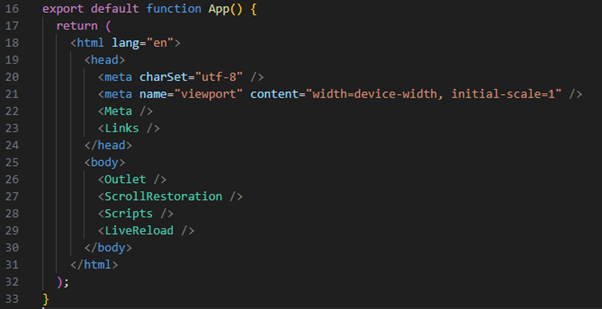 16 export default function App() {
17   return (
18     <html lang="en">
19       <head>
20         <meta charSet="utf-8" />
21         <meta name="viewport" content="width=device-width, initial-scale=1" />
22         <Meta />
23         <Links />
24       </head>
25       <body>
26         <Outlet />
27         <ScrollRestoration />
28         <Scripts />
29         <LiveReload />
30       </body>
31     </html>
32   );
33 }